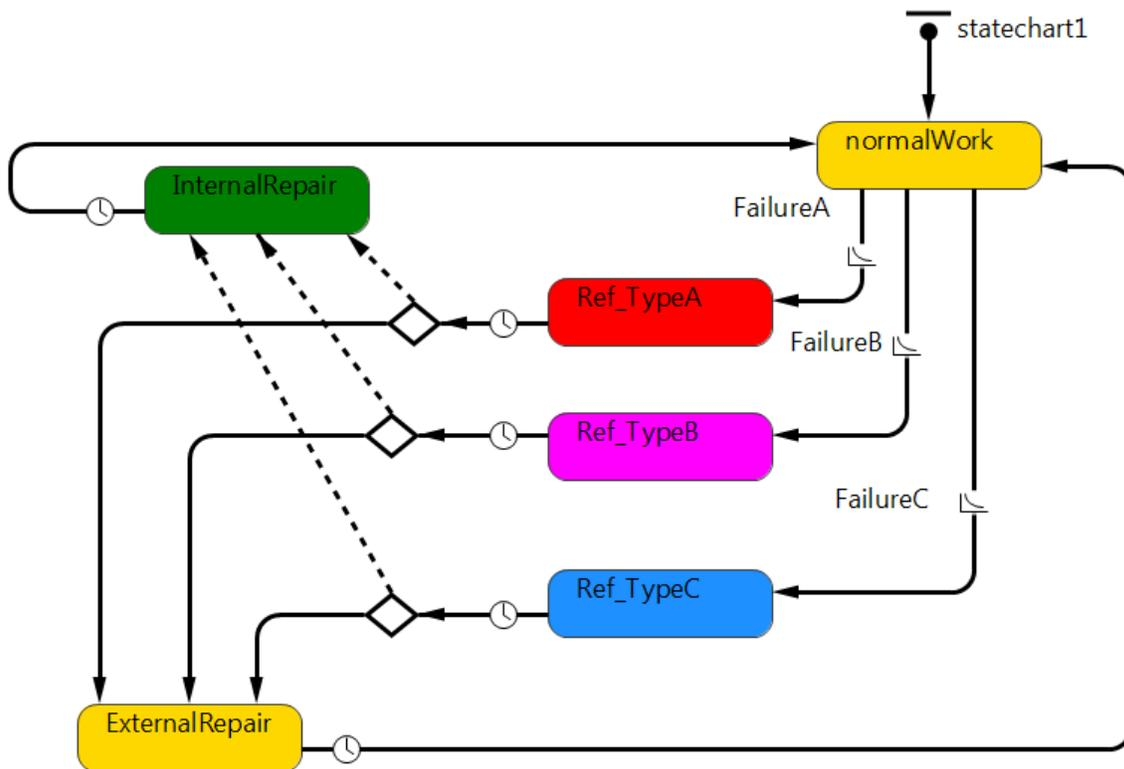 statechart1
normalWork
InternalRepair
FailureA
Ref_TypeA
FailureB
Ref_TypeB
FailureC
Ref_TypeC
ExternalRepair